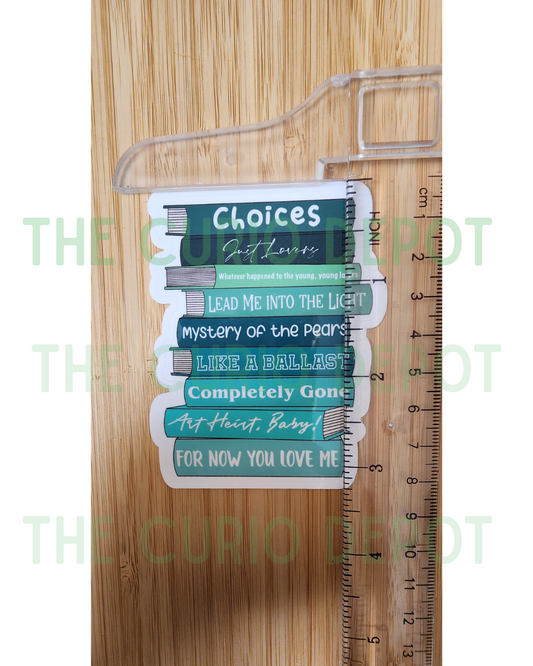 Choices
Just Lovers
Whatever happened to the young, young lovers
LEAD ME INTO THE LIGHT
Mystery of the Pears
LIKE A BALLAST
Completely Gone
Art Heist, Baby!
FOR NOW YOU LOVE ME
THE CURIO DEPOT
THE CURIO DEPOT
THE CURIO DEPOT
INCH
1
2
3
4
5
cm 1
2
3
4
5
6
7
8
9
10
11
12
13